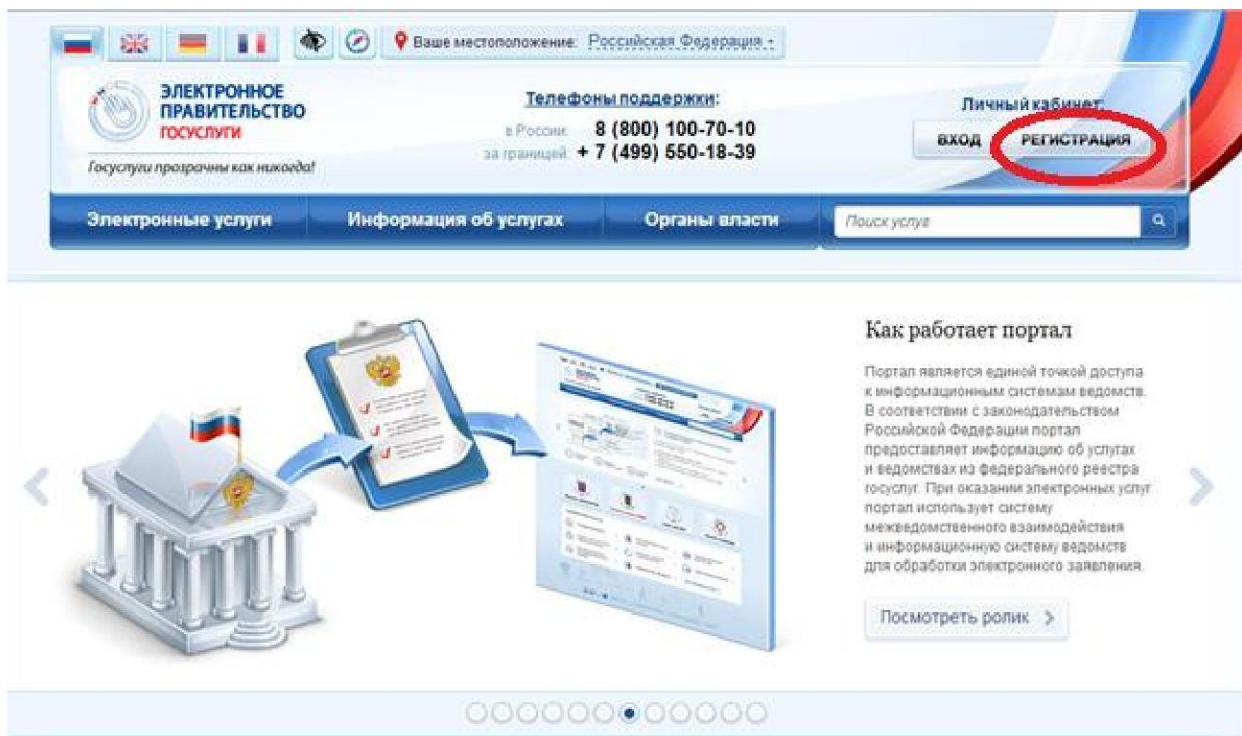 Ваше местоположение: Российская Федерация
ЭЛЕКТРОННОЕ
ПРАВИТЕЛЬСТВО
ГОСУСЛУГИ
Госуслуги прозрачны как никогда!
Телефоны поддержки:
в России: 8 (800) 100-70-10
за границей: + 7 (499) 550-18-39
Личный кабинет:
ВХОД РЕГИСТРАЦИЯ
Электронные услуги Информация об услугах Органы власти Поиск услуг
Как работает портал
Портал является единой точкой доступа
к информационным системам ведомств.
В соответствии с законодательством
Российской Федерации портал
предоставляет информацию об услугах
и ведомствах из федерального реестра
госуслуг. При оказании электронных услуг
портал использует систему
межведомственного взаимодействия
и информационную систему ведомств
для обработки электронного заявления.
Посмотреть ролик